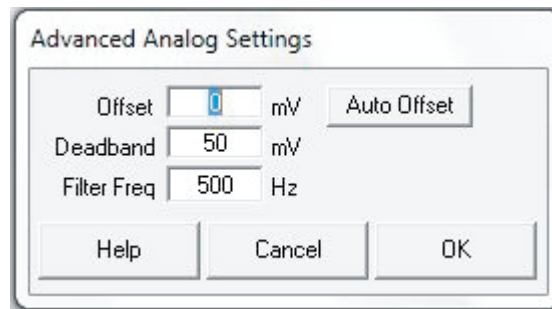 Advanced Analog Settings
Offset 0 mV Auto Offset
Deadband 50 mV
Filter Freq 500 Hz
Help Cancel OK